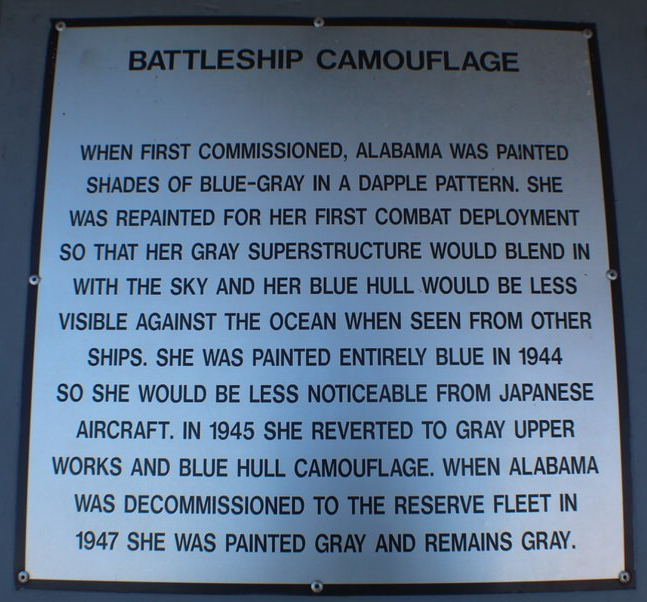 BATTLESHIP CAMOUFLAGE
WHEN FIRST COMMISSIONED, ALABAMA WAS PAINTED
SHADES OF BLUE-GRAY IN A DAPPLE PATTERN. SHE
WAS REPAINTED FOR HER FIRST COMBAT DEPLOYMENT
SO THAT HER GRAY SUPERSTRUCTURE WOULD BLEND IN
WITH THE SKY AND HER BLUE HULL WOULD BE LESS
VISIBLE AGAINST THE OCEAN WHEN SEEN FROM OTHER
SHIPS. SHE WAS PAINTED ENTIRELY BLUE IN 1944
SO SHE WOULD BE LESS NOTICEABLE FROM JAPANESE
AIRCRAFT. IN 1945 SHE REVERTED TO GRAY UPPER
WORKS AND BLUE HULL CAMOUFLAGE. WHEN ALABAMA
WAS DECOMMISSIONED TO THE RESERVE FLEET IN
1947 SHE WAS PAINTED GRAY AND REMAINS GRAY.